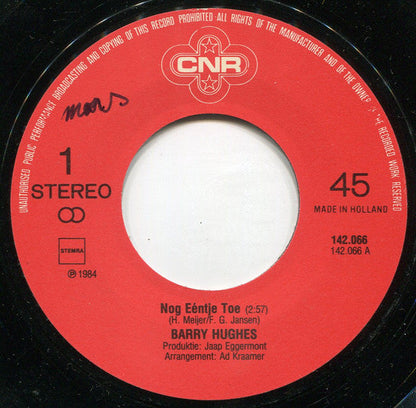 UNAUTHORISED PUBLIC PERFORMANCE BROADCASTING AND COPYING OF THIS RECORD PROHIBITED · ALL RIGHTS OF THE MANUFACTURER AND OF THE OWNER OF THE RECORDED WORK RESERVED
CNR
mars
1
STEREO
45
MADE IN HOLLAND
STEMRA
℗ 1984
142.066
142 066 A
Nog Eéntje Toe (2:57)
(H. Meijer/F. G. Jansen)
BARRY HUGHES
Produktie: Jaap Eggermont
Arrangement: Ad Kraamer